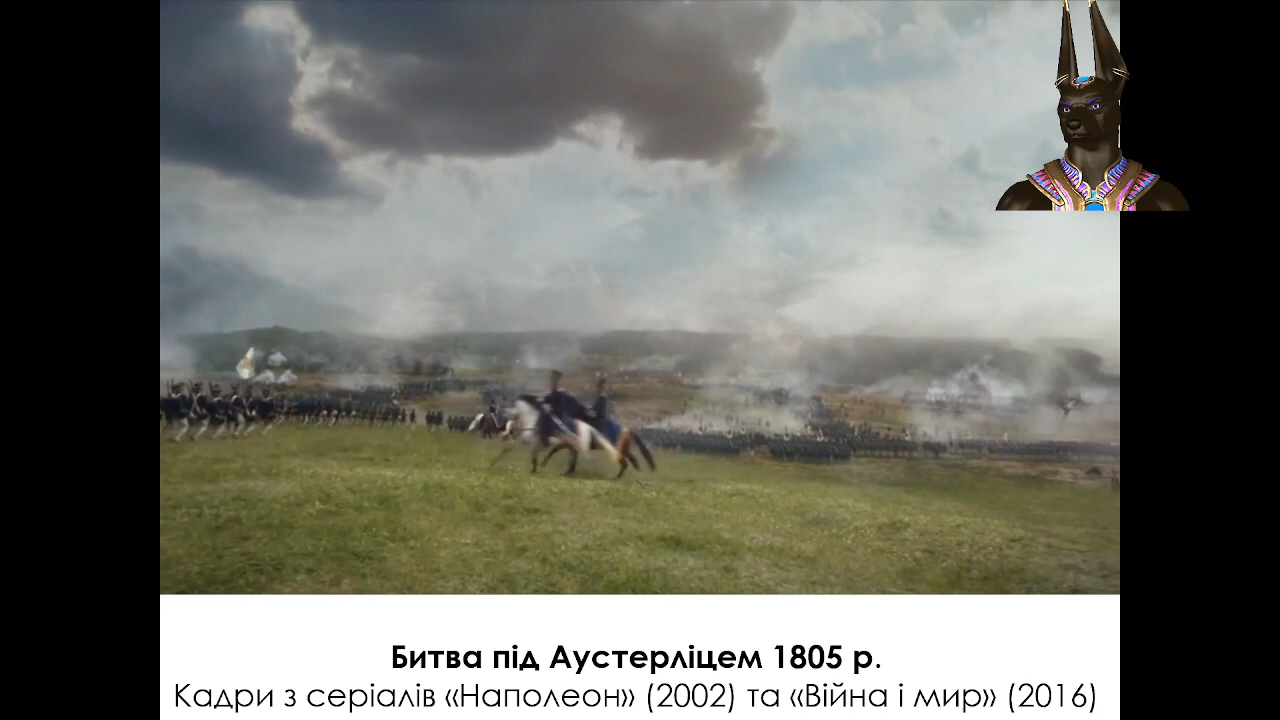 Битва під Аустерліцем 1805 р.
Кадри з серіалів «Наполеон» (2002) та «Війна і мир» (2016)